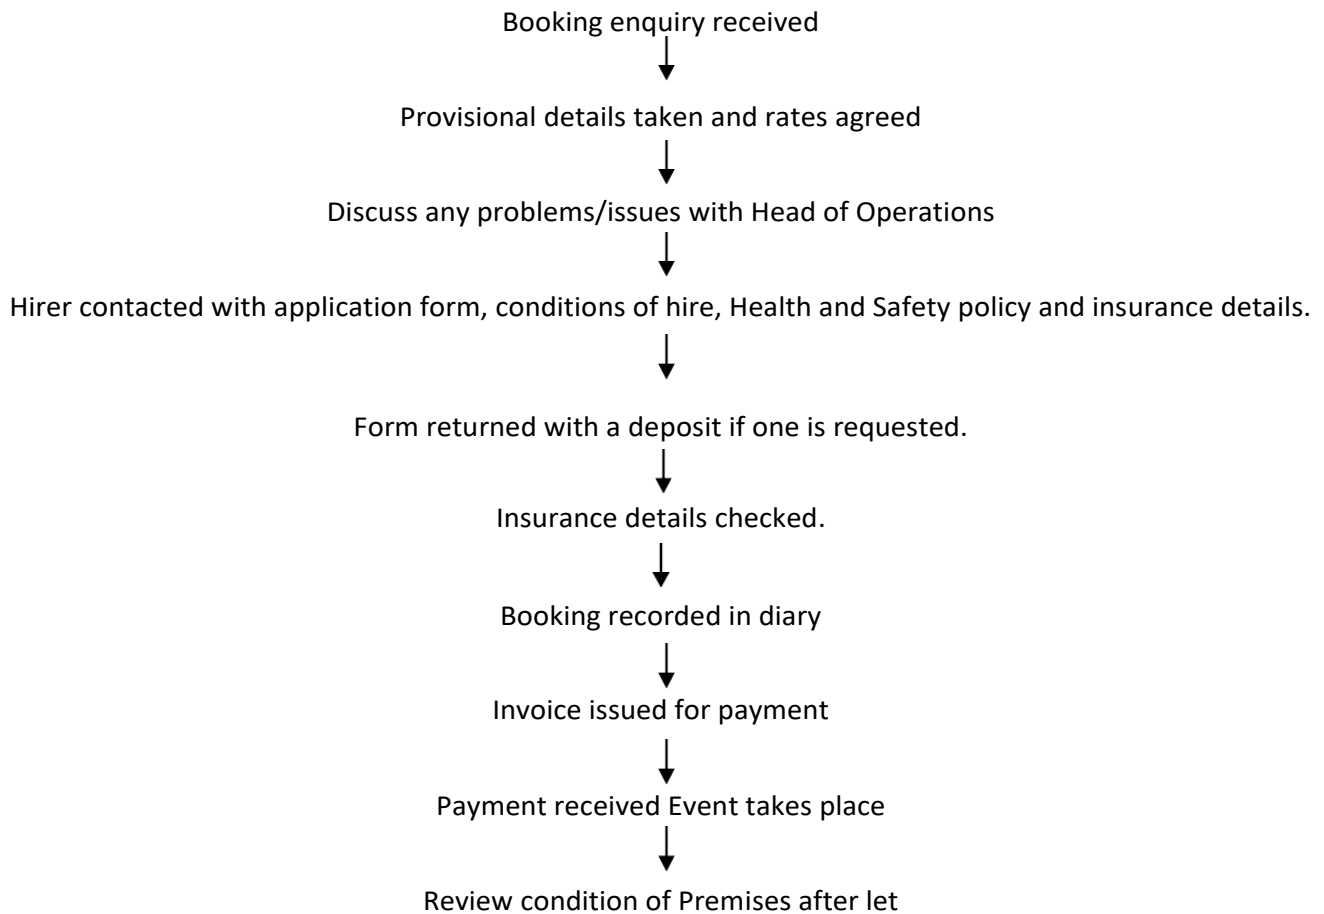 Booking enquiry received
Provisional details taken and rates agreed
Discuss any problems/issues with Head of Operations
Hirer contacted with application form, conditions of hire, Health and Safety policy and insurance details.
Form returned with a deposit if one is requested.
Insurance details checked.
Booking recorded in diary
Invoice issued for payment
Payment received Event takes place
Review condition of Premises after let